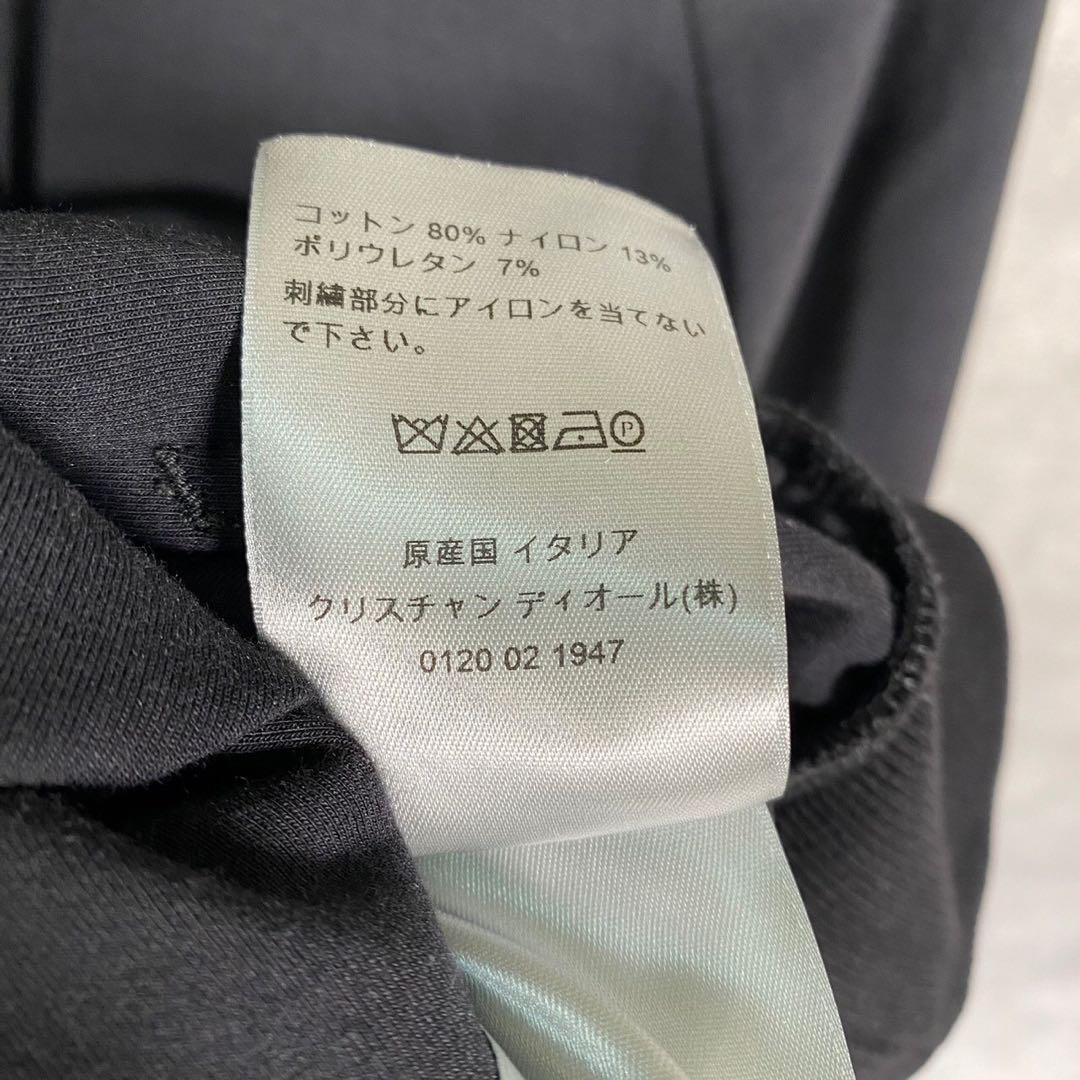 コットン 80% ナイロン 13%
ポリウレタン 7%
刺繍部分にアイロンを当てない
で下さい。
P
原産国 イタリア
クリスチャン ディオール(株)
0120 02 1947